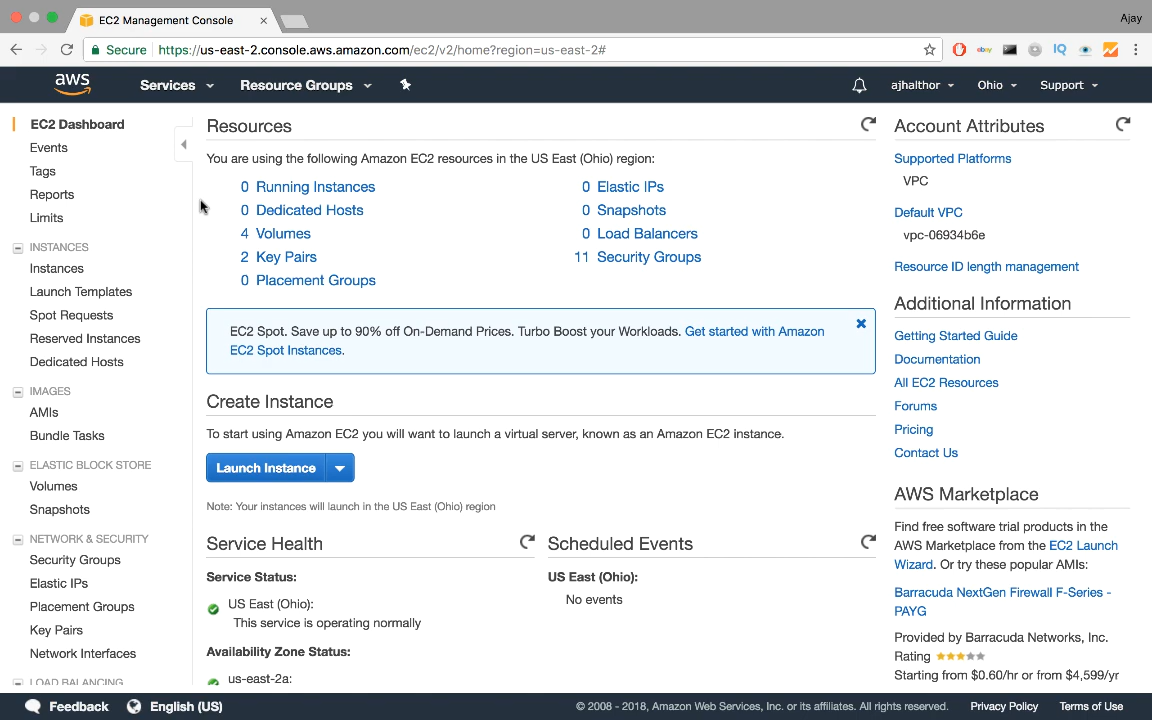 EC2 Management Console
Ajay
Secure https://us-east-2.console.aws.amazon.com/ec2/v2/home?region=us-east-2#
ebay
IQ
aws
Services
Resource Groups
ajhalthor
Ohio
Support
EC2 Dashboard
Events
Tags
Reports
Limits
INSTANCES
Instances
Launch Templates
Spot Requests
Reserved Instances
Dedicated Hosts
IMAGES
AMIs
Bundle Tasks
ELASTIC BLOCK STORE
Volumes
Snapshots
NETWORK & SECURITY
Security Groups
Elastic IPs
Placement Groups
Key Pairs
Network Interfaces
LOAD BALANCING
Resources
You are using the following Amazon EC2 resources in the US East (Ohio) region:
0 Running Instances
0 Elastic IPs
0 Dedicated Hosts
0 Snapshots
4 Volumes
0 Load Balancers
2 Key Pairs
11 Security Groups
0 Placement Groups
EC2 Spot. Save up to 90% off On-Demand Prices. Turbo Boost your Workloads. Get started with Amazon
EC2 Spot Instances.
Create Instance
To start using Amazon EC2 you will want to launch a virtual server, known as an Amazon EC2 instance.
Launch Instance
Note: Your instances will launch in the US East (Ohio) region
Service Health
Service Status:
US East (Ohio):
This service is operating normally
Availability Zone Status:
us-east-2a:
Scheduled Events
US East (Ohio):
No events
Account Attributes
Supported Platforms
VPC
Default VPC
vpc-06934b6e
Resource ID length management
Additional Information
Getting Started Guide
Documentation
All EC2 Resources
Forums
Pricing
Contact Us
AWS Marketplace
Find free software trial products in the
AWS Marketplace from the EC2 Launch
Wizard. Or try these popular AMIs:
Barracuda NextGen Firewall F-Series -
PAYG
Provided by Barracuda Networks, Inc.
Rating
Starting from $0.60/hr or from $4,599/yr
Feedback
English (US)
© 2008 - 2018, Amazon Web Services, Inc. or its affiliates. All rights reserved.
Privacy Policy
Terms of Use